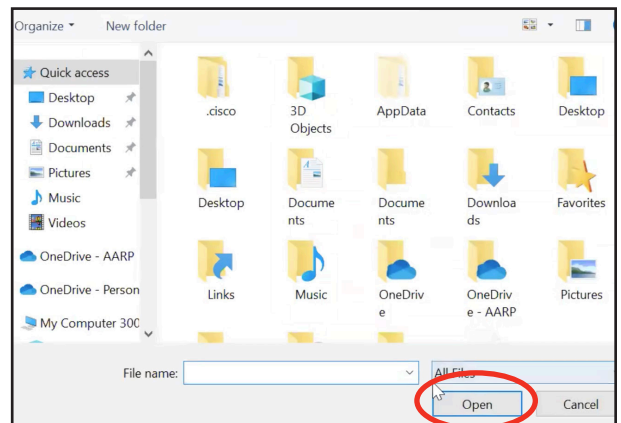 Organize New folder
Quick access
Desktop
Downloads
Documents
Pictures
Music
Videos
OneDrive - AARP
OneDrive - Person
My Computer 300
.cisco
3D
Objects
AppData
Contacts
Desktop
Desktop
Docume
nts
Docume
nts
Downloa
ds
Favorites
Links
Music
OneDriv
e
OneDriv
e - AARP
Pictures
File name:
All Files
Open
Cancel